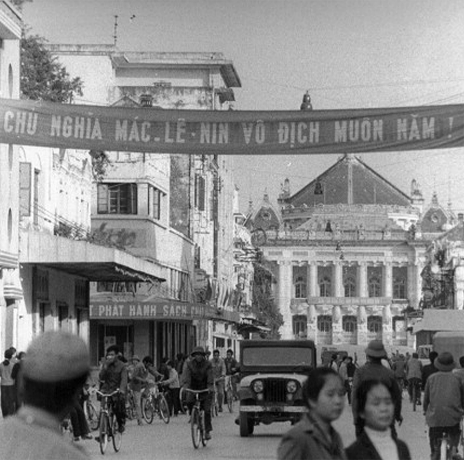 CHỦ NGHĨA MÁC-LÊ-NIN VÔ ĐỊCH MUÔN NĂM !
PHÁT HÀNH SÁCH